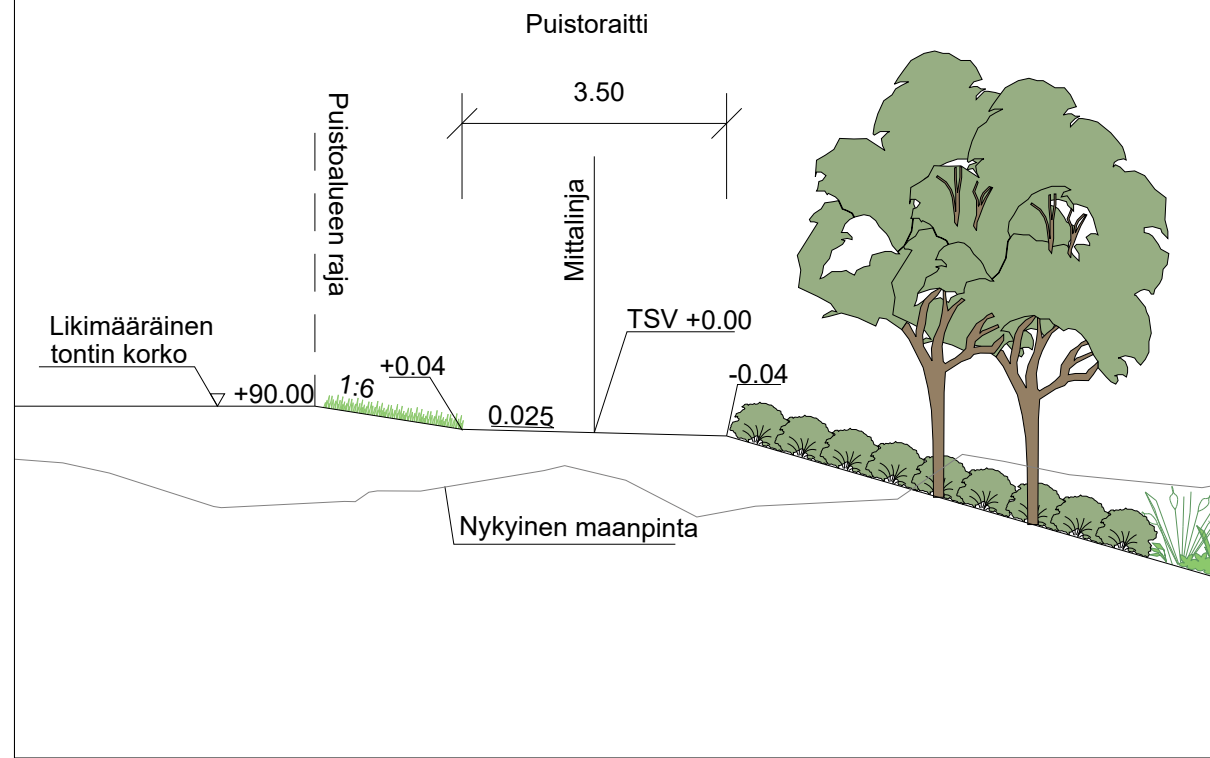 Puistoraitti
3.50
Puistoalueen raja
Mittalinja
TSV +0.00
Likimääräinen
tontin korko
+90.00
1:6
+0.04
0.025
-0.04
Nykyinen maanpinta